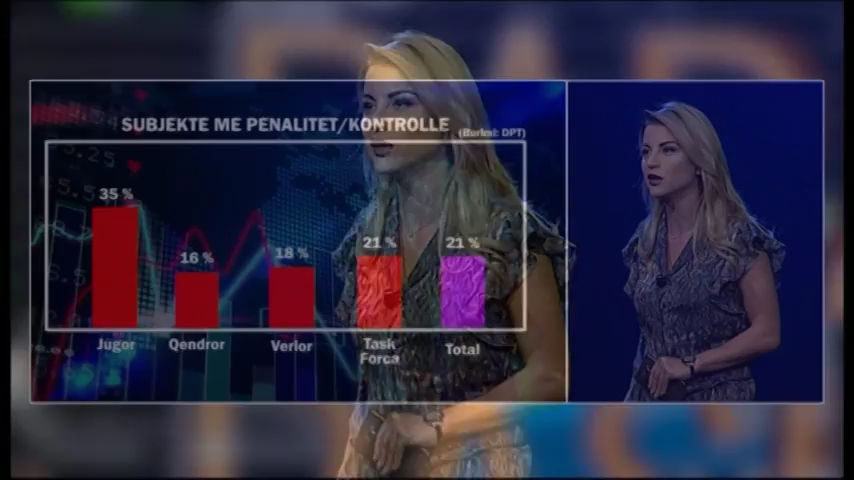 SUBJEKTE ME PENALITET/KONTROLLE
(Burimi: DPT)
35 %
16 %
18 %
21 %
21 %
Jugor
Qendror
Verior
Task
Forca
Total